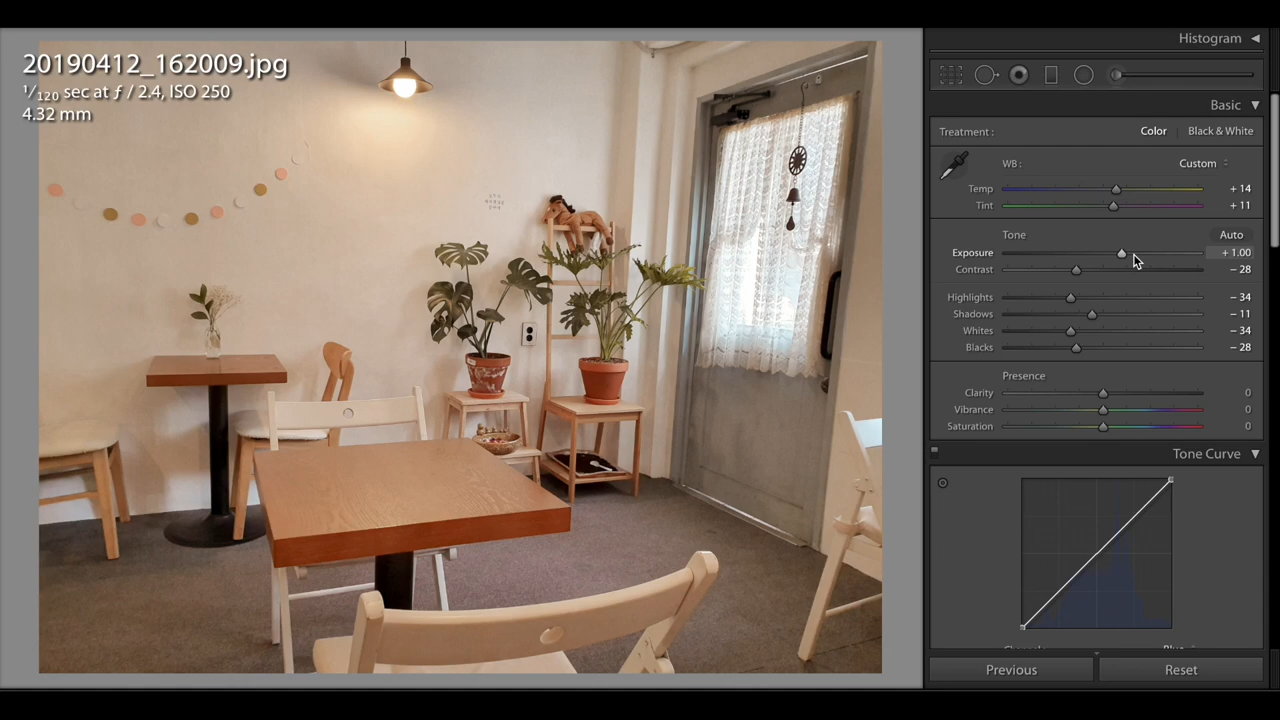 20190412_162009.jpg
1/120 sec at ƒ / 2.4, ISO 250
4.32 mm
Histogram
Basic
Treatment : Color Black & White
WB : Custom
Temp + 14
Tint + 11
Tone Auto
Exposure + 1.00
Contrast − 28
Highlights − 34
Shadows − 11
Whites − 34
Blacks − 28
Presence
Clarity 0
Vibrance 0
Saturation 0
Tone Curve
Previous Reset